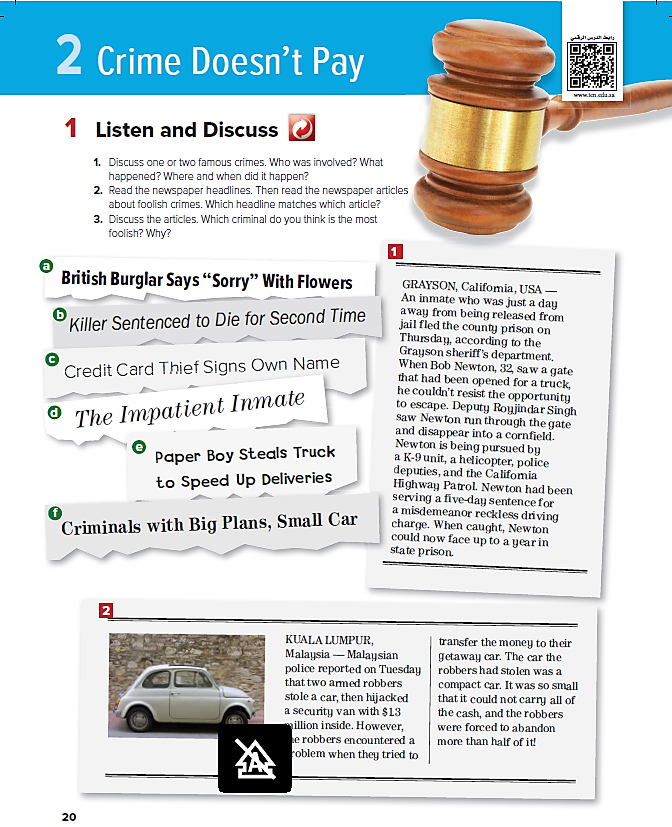 2 Crime Doesn't Pay
رابط الدرس الرقمي
www.ien.edu.sa
1 Listen and Discuss
1. Discuss one or two famous crimes. Who was involved? What
happened? Where and when did it happen?
2. Read the newspaper headlines. Then read the newspaper articles
about foolish crimes. Which headline matches which article?
3. Discuss the articles. Which criminal do you think is the most
foolish? Why?
a British Burglar Says "Sorry" With Flowers
b Killer Sentenced to Die for Second Time
c Credit Card Thief Signs Own Name
d The Impatient Inmate
e Paper Boy Steals Truck
to Speed Up Deliveries
f Criminals with Big Plans, Small Car
1
GRAYSON, California, USA —
An inmate who was just a day
away from being released from
jail fled the county prison on
Thursday, according to the
Grayson sheriff's department.
When Bob Newton, 32, saw a gate
that had been opened for a truck,
he couldn't resist the opportunity
to escape. Deputy Royjindar Singh
saw Newton run through the gate
and disappear into a cornfield.
Newton is being pursued by
a K-9 unit, a helicopter, police
deputies, and the California
Highway Patrol. Newton had been
serving a five-day sentence for
a misdemeanor reckless driving
charge. When caught, Newton
could now face up to a year in
state prison.
2
KUALA LUMPUR,
Malaysia — Malaysian
police reported on Tuesday
that two armed robbers
stole a car, then hijacked
a security van with $1.3
million inside. However,
he robbers encountered a
roblem when they tried to
transfer the money to their
getaway car. The car the
robbers had stolen was a
compact car. It was so small
that it could not carry all of
the cash, and the robbers
were forced to abandon
more than half of it!
20